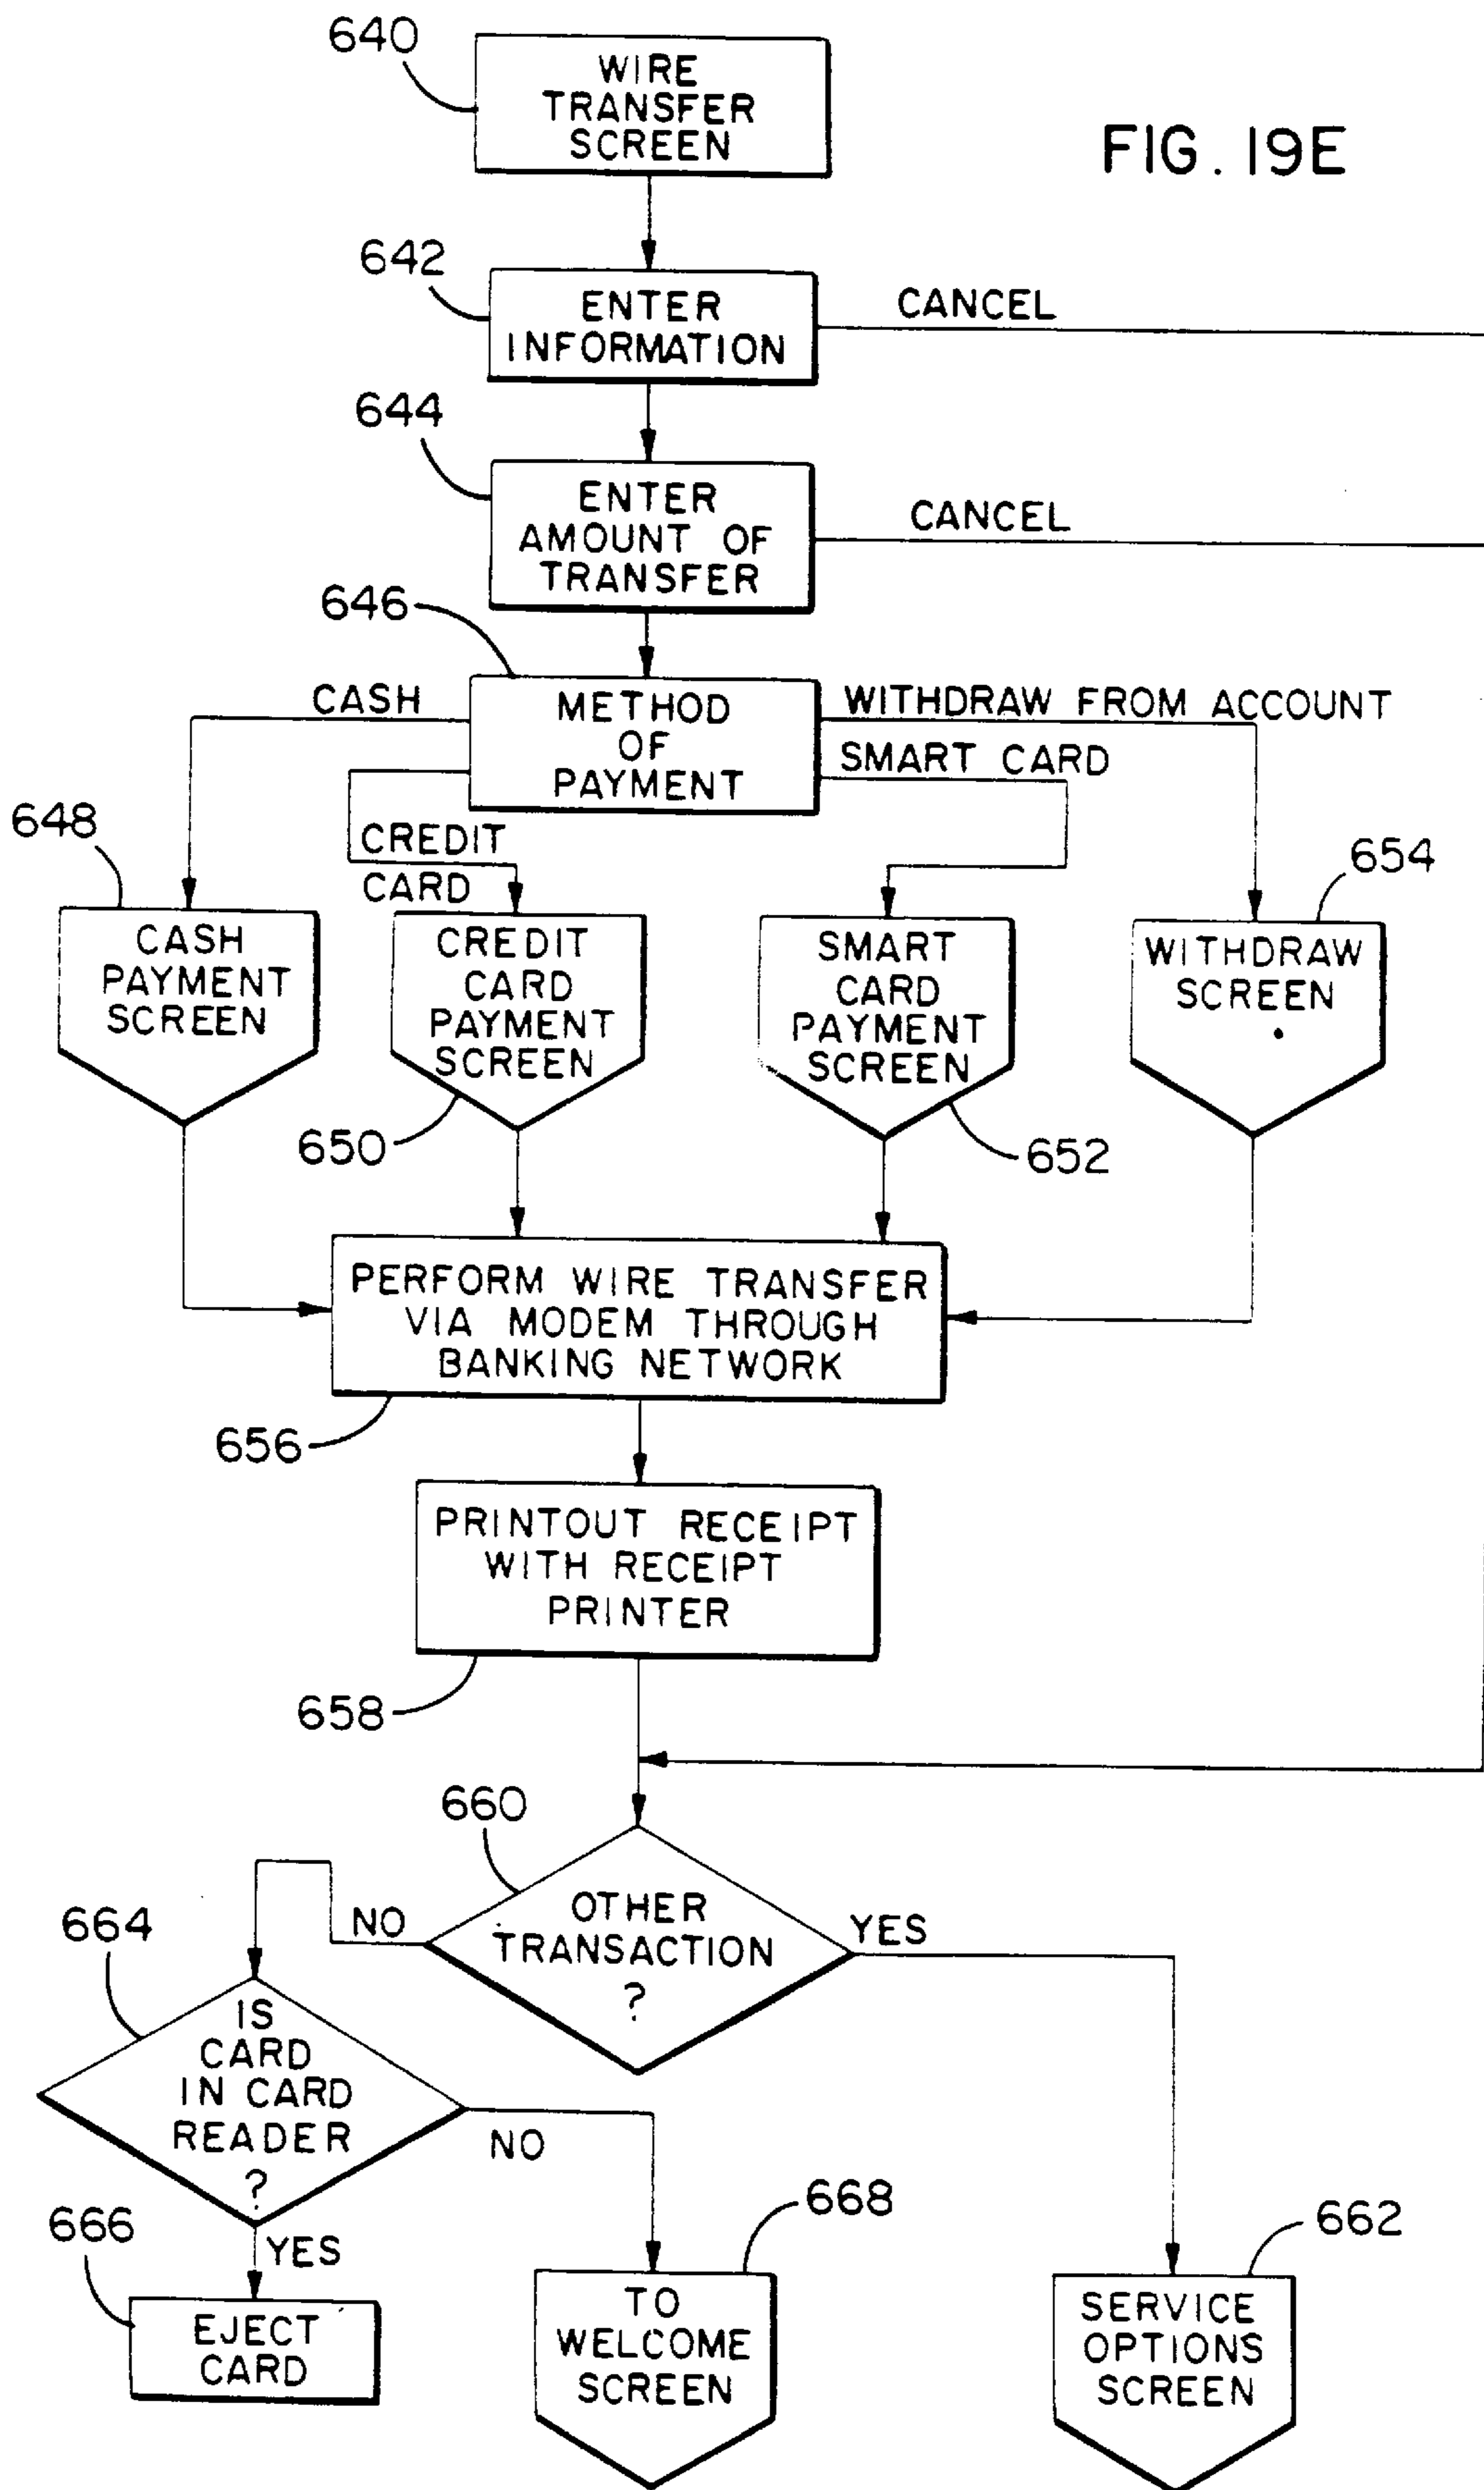 640
WIRE
TRANSFER
SCREEN
FIG. 19E
642
ENTER
INFORMATION
CANCEL
644
ENTER
AMOUNT OF
TRANSFER
CANCEL
646
CASH
METHOD
OF
PAYMENT
WITHDRAW FROM ACCOUNT
SMART CARD
CREDIT
CARD
648
CASH
PAYMENT
SCREEN
CREDIT
CARD
PAYMENT
SCREEN
650
SMART
CARD
PAYMENT
SCREEN
652
654
WITHDRAW
SCREEN
PERFORM WIRE TRANSFER
VIA MODEM THROUGH
BANKING NETWORK
656
PRINTOUT RECEIPT
WITH RECEIPT
PRINTER
658
660
OTHER
TRANSACTION
?
NO
YES
664
IS
CARD
IN CARD
READER
?
NO
YES
666
EJECT
CARD
668
TO
WELCOME
SCREEN
662
SERVICE
OPTIONS
SCREEN